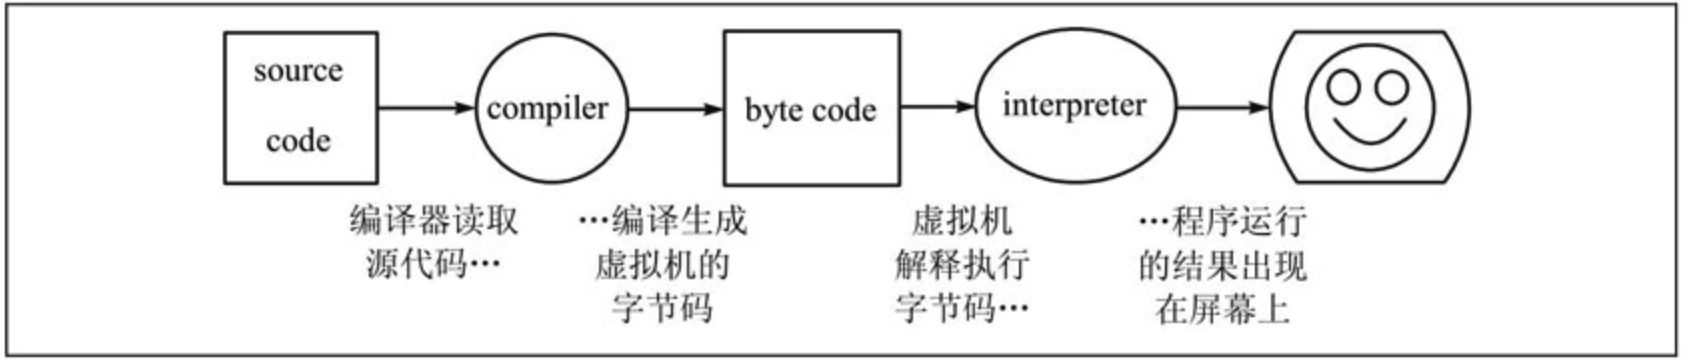 source
code
compiler
byte code
interpreter
编译器读取
源代码…
…编译生成
虚拟机的
字节码
虚拟机
解释执行
字节码…
…程序运行
的结果出现
在屏幕上